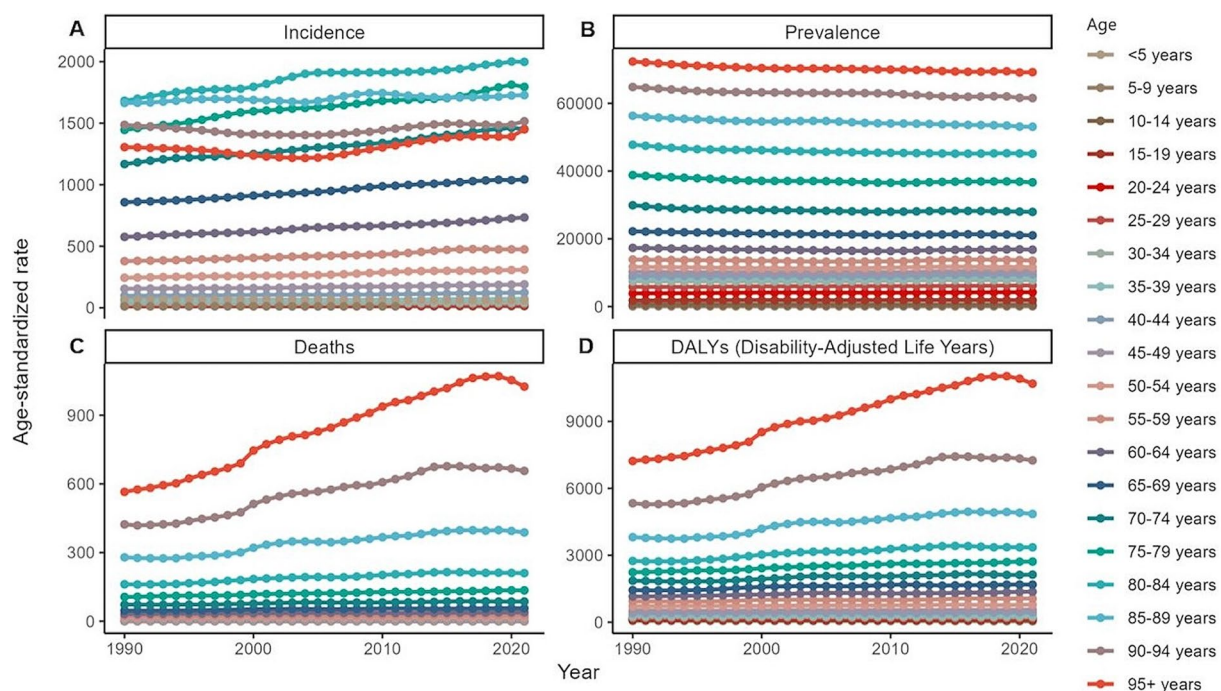 A
Incidence
2000
1500
1000
500
0
B
Prevalence
60000
40000
20000
0
C
Deaths
900
600
300
0
1990
2000
2010
2020
D
DALYs (Disability-Adjusted Life Years)
9000
6000
3000
0
1990
2000
2010
2020
Age-standardized rate
Year
Age
<5 years
5-9 years
10-14 years
15-19 years
20-24 years
25-29 years
30-34 years
35-39 years
40-44 years
45-49 years
50-54 years
55-59 years
60-64 years
65-69 years
70-74 years
75-79 years
80-84 years
85-89 years
90-94 years
95+ years